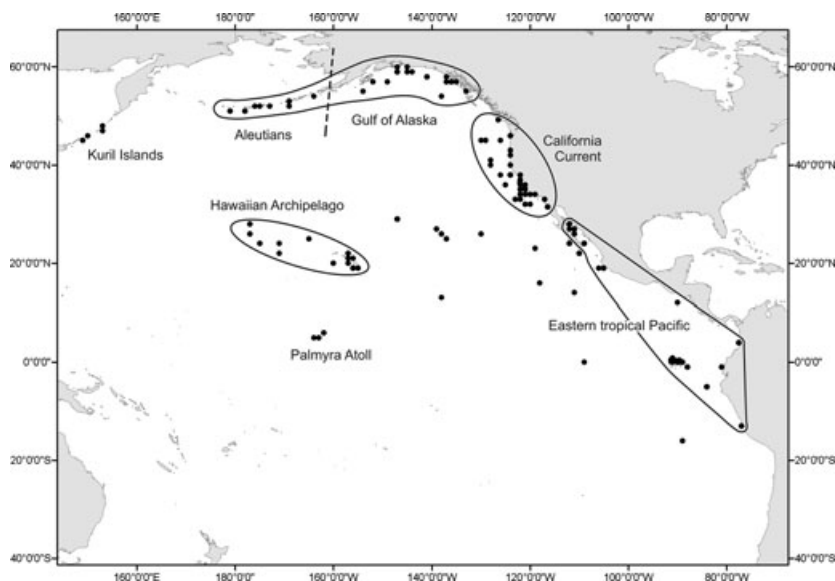 160°0'0"E 180°0'0" 160°0'0"W 140°0'0"W 120°0'0"W 100°0'0"W 80°0'0"W
60°0'0"N 60°0'0"N
Aleutians
Gulf of Alaska
Kuril Islands
California
Current
40°0'0"N 40°0'0"N
Hawaiian Archipelago
20°0'0"N 20°0'0"N
Eastern tropical Pacific
Palmyra Atoll
0°0'0" 0°0'0"
20°0'0"S 20°0'0"S
40°0'0"S 40°0'0"S
160°0'0"E 180°0'0" 160°0'0"W 140°0'0"W 120°0'0"W 100°0'0"W 80°0'0"W